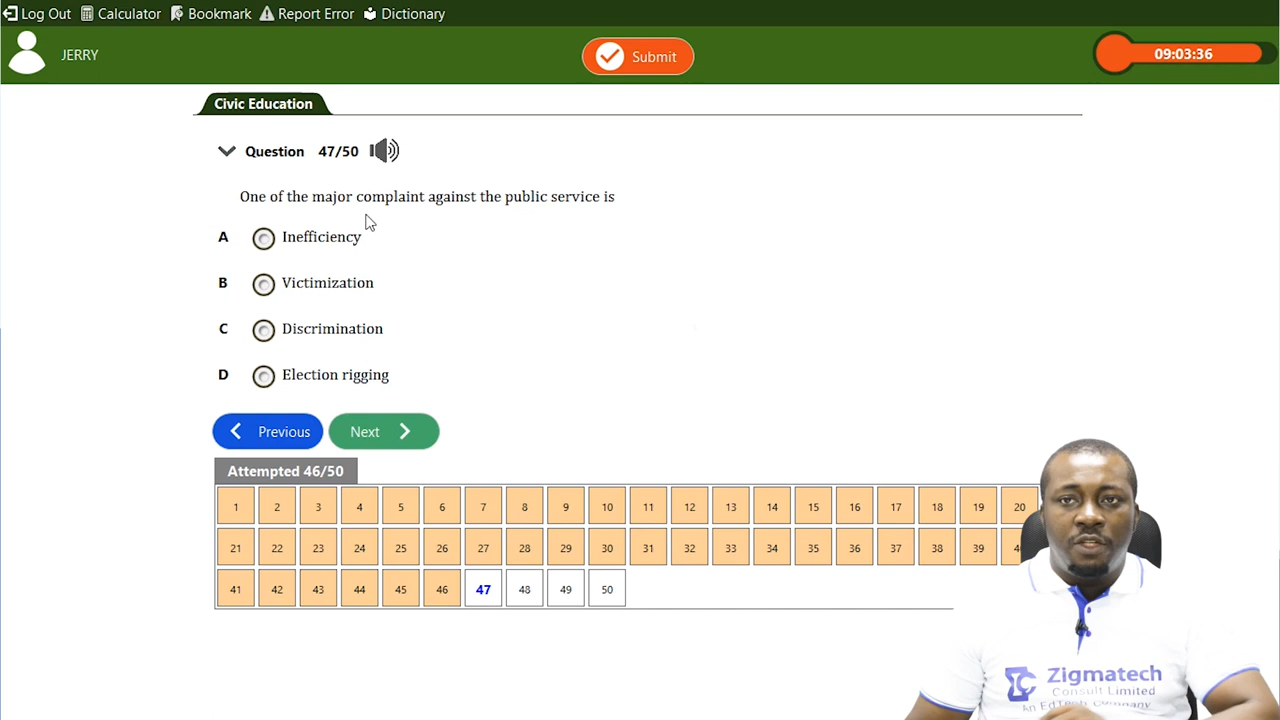 Log Out Calculator Bookmark Report Error Dictionary
JERRY
Submit
09:03:36
Civic Education
Question 47/50
One of the major complaint against the public service is
A Inefficiency
B Victimization
C Discrimination
D Election rigging
Previous Next
Attempted 46/50
1 2 3 4 5 6 7 8 9 10 11 12 13 14 15 16 17 18 19 20
21 22 23 24 25 26 27 28 29 30 31 32 33 34 35 36 37 38 39
41 42 43 44 45 46 47 48 49 50
Zigmatech
Consult Limited
An EdTech Company